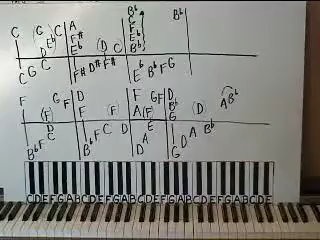 C G C A B♭ B♭
D E♭ F# C
E♭ (D) C F
E♭
B♭
C G C F# D# F# E♭ B♭ F G
F G F D F G F D (D) A B♭
(F) F A (F) B♭
D E G
B♭ F C B♭ F C D D A G D A B♭
CDEFGABCDEFGABCDEFGABCDEFGABCDEFGABCDE